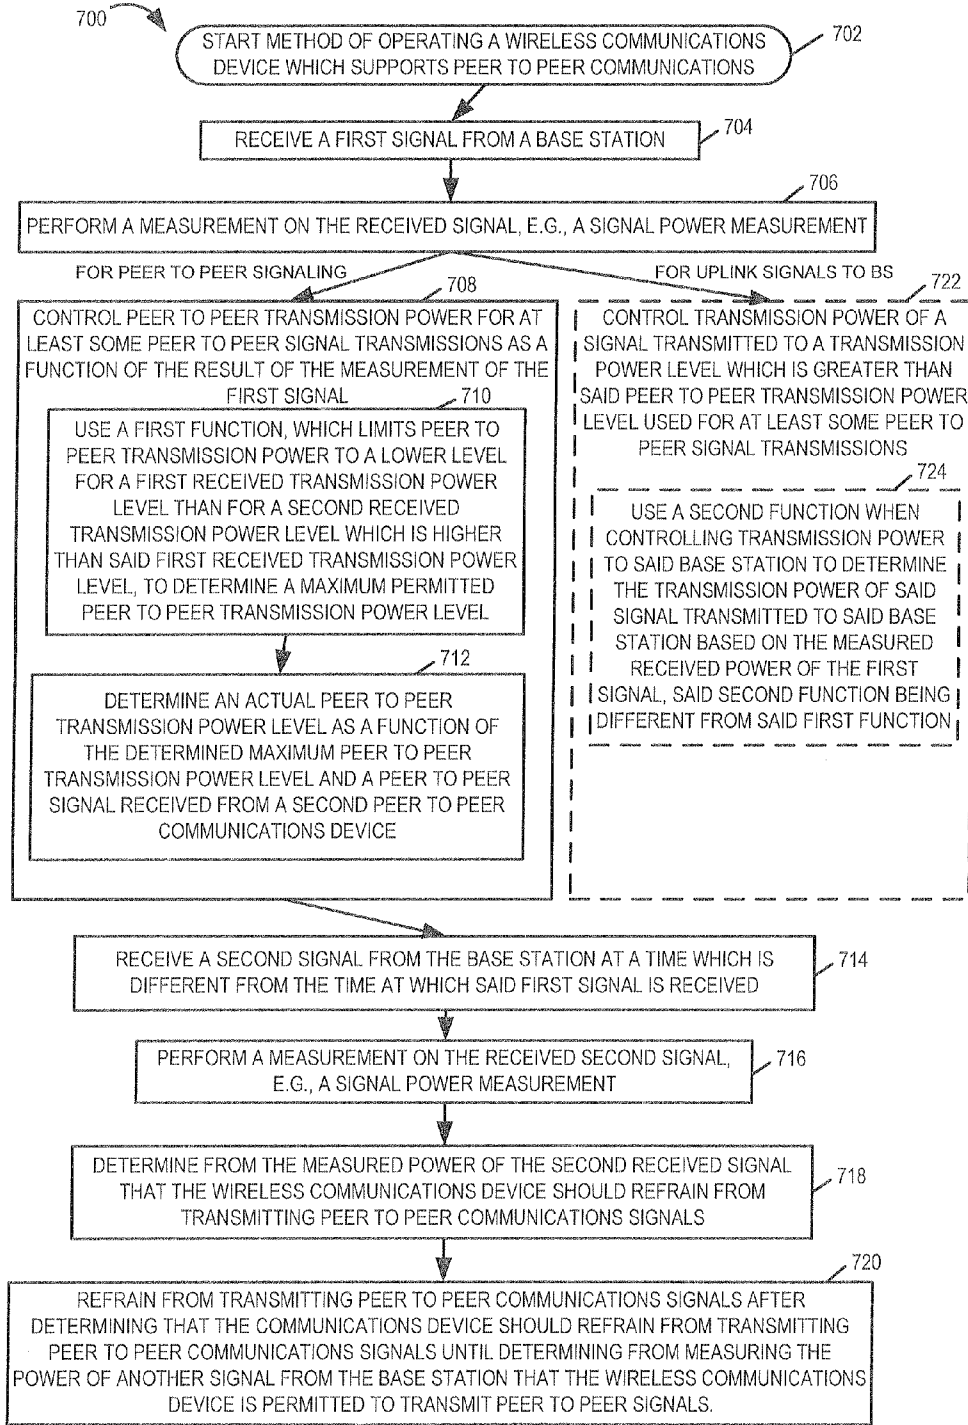 700
START METHOD OF OPERATING A WIRELESS COMMUNICATIONS
DEVICE WHICH SUPPORTS PEER TO PEER COMMUNICATIONS
702
RECEIVE A FIRST SIGNAL FROM A BASE STATION
704
706
PERFORM A MEASUREMENT ON THE RECEIVED SIGNAL, E.G., A SIGNAL POWER MEASUREMENT
FOR PEER TO PEER SIGNALING
708
CONTROL PEER TO PEER TRANSMISSION POWER FOR AT
LEAST SOME PEER TO PEER SIGNAL TRANSMISSIONS AS A
FUNCTION OF THE RESULT OF THE MEASUREMENT OF THE
FIRST SIGNAL
710
USE A FIRST FUNCTION, WHICH LIMITS PEER TO
PEER TRANSMISSION POWER TO A LOWER LEVEL
FOR A FIRST RECEIVED TRANSMISSION POWER
LEVEL THAN FOR A SECOND RECEIVED
TRANSMISSION POWER LEVEL WHICH IS HIGHER
THAN SAID FIRST RECEIVED TRANSMISSION POWER
LEVEL, TO DETERMINE A MAXIMUM PERMITTED
PEER TO PEER TRANSMISSION POWER LEVEL
712
DETERMINE AN ACTUAL PEER TO PEER
TRANSMISSION POWER LEVEL AS A FUNCTION OF
THE DETERMINED MAXIMUM PEER TO PEER
TRANSMISSION POWER LEVEL AND A PEER TO PEER
SIGNAL RECEIVED FROM A SECOND PEER TO PEER
COMMUNICATIONS DEVICE
FOR UPLINK SIGNALS TO BS
722
CONTROL TRANSMISSION POWER OF A
SIGNAL TRANSMITTED TO A TRANSMISSION
POWER LEVEL WHICH IS GREATER THAN
SAID PEER TO PEER TRANSMISSION POWER
LEVEL USED FOR AT LEAST SOME PEER TO
PEER SIGNAL TRANSMISSIONS
724
USE A SECOND FUNCTION WHEN
CONTROLLING TRANSMISSION POWER
TO SAID BASE STATION TO DETERMINE
THE TRANSMISSION POWER OF SAID
SIGNAL TRANSMITTED TO SAID BASE
STATION BASED ON THE MEASURED
RECEIVED POWER OF THE FIRST
SIGNAL, SAID SECOND FUNCTION BEING
DIFFERENT FROM SAID FIRST FUNCTION
RECEIVE A SECOND SIGNAL FROM THE BASE STATION AT A TIME WHICH IS
DIFFERENT FROM THE TIME AT WHICH SAID FIRST SIGNAL IS RECEIVED
714
PERFORM A MEASUREMENT ON THE RECEIVED SECOND SIGNAL,
E.G., A SIGNAL POWER MEASUREMENT
716
DETERMINE FROM THE MEASURED POWER OF THE SECOND RECEIVED SIGNAL
THAT THE WIRELESS COMMUNICATIONS DEVICE SHOULD REFRAIN FROM
TRANSMITTING PEER TO PEER COMMUNICATIONS SIGNALS
718
720
REFRAIN FROM TRANSMITTING PEER TO PEER COMMUNICATIONS SIGNALS AFTER
DETERMINING THAT THE COMMUNICATIONS DEVICE SHOULD REFRAIN FROM TRANSMITTING
PEER TO PEER COMMUNICATIONS SIGNALS UNTIL DETERMINING FROM MEASURING THE
POWER OF ANOTHER SIGNAL FROM THE BASE STATION THAT THE WIRELESS COMMUNICATIONS
DEVICE IS PERMITTED TO TRANSMIT PEER TO PEER SIGNALS.